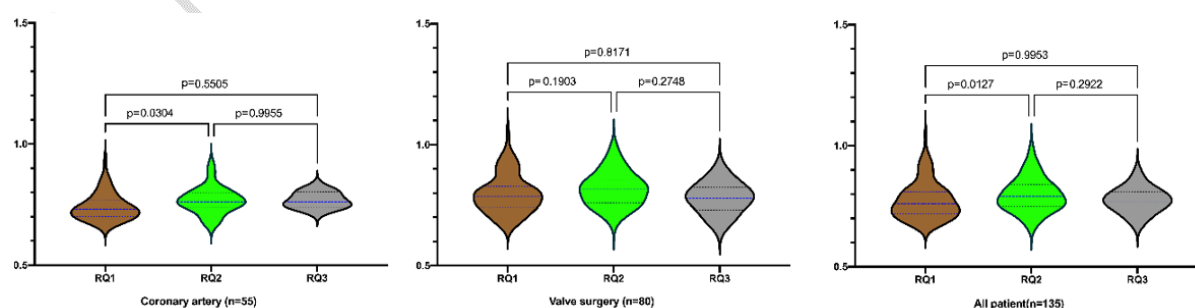 1.5
p=0.5505
p=0.0304
p=0.9955
1.0
0.5
RQ1
RQ2
RQ3
Coronary artery (n=55)
1.5
p=0.8171
p=0.1903
p=0.2748
1.0
0.5
RQ1
RQ2
RQ3
Valve surgery (n=80)
1.5
p=0.9953
p=0.0127
p=0.2922
1.0
0.5
RQ1
RQ2
RQ3
All patient(n=135)